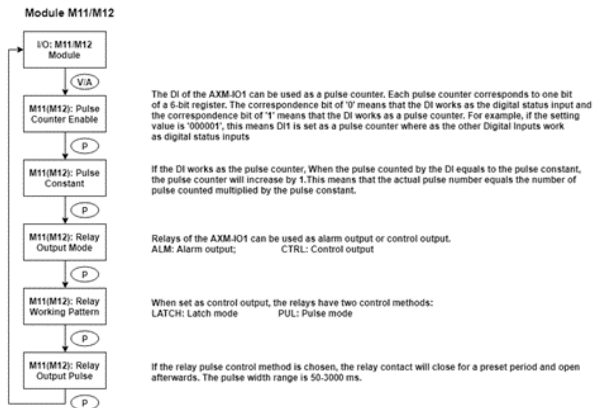 Module M11/M12
I/O: M11/M12
Module
V/A
The DI of the AXM-IO1 can be used as a pulse counter. Each pulse counter corresponds to one bit
of a 6-bit register. The correspondence bit of '0' means that the DI works as the digital status input and
the correspondence bit of '1' means that the DI works as a pulse counter. For example, if the setting
value is '000001', this means DI1 is set as a pulse counter where as the other Digital Inputs work
as digital status inputs
M11(M12): Pulse
Counter Enable
P
If the DI works as the pulse counter, When the pulse counted by the DI equals to the pulse constant,
the pulse counter will increase by 1.This means that the actual pulse number equals the number of
pulse counted multiplied by the pulse constant.
M11(M12): Pulse
Constant
P
M11(M12): Relay
Output Mode
Relays of the AXM-IO1 can be used as alarm output or control output.
ALM: Alarm output; CTRL: Control output
P
M11(M12): Relay
Working Pattern
When set as control output, the relays have two control methods:
LATCH: Latch mode PUL: Pulse mode
P
M11(M12): Relay
Output Pulse
If the relay pulse control method is chosen, the relay contact will close for a preset period and open
afterwards. The pulse width range is 50-3000 ms.
P